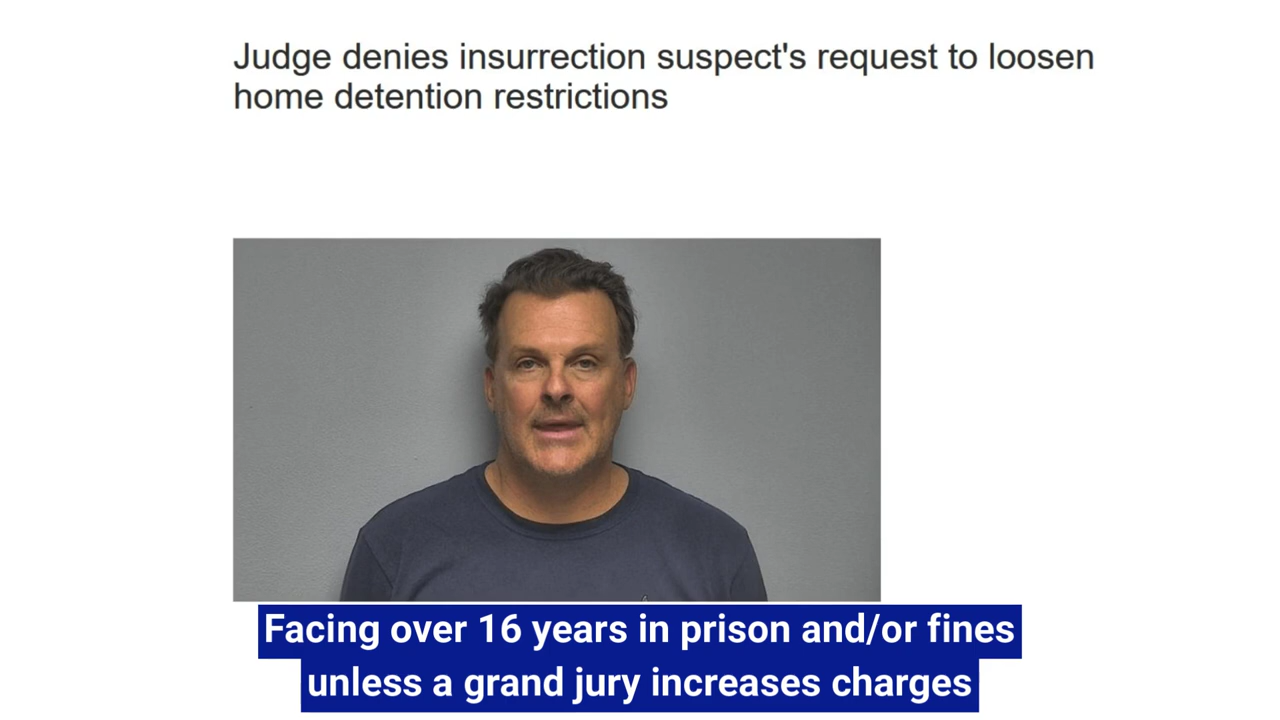 Judge denies insurrection suspect's request to loosen
home detention restrictions
Facing over 16 years in prison and/or fines
unless a grand jury increases charges